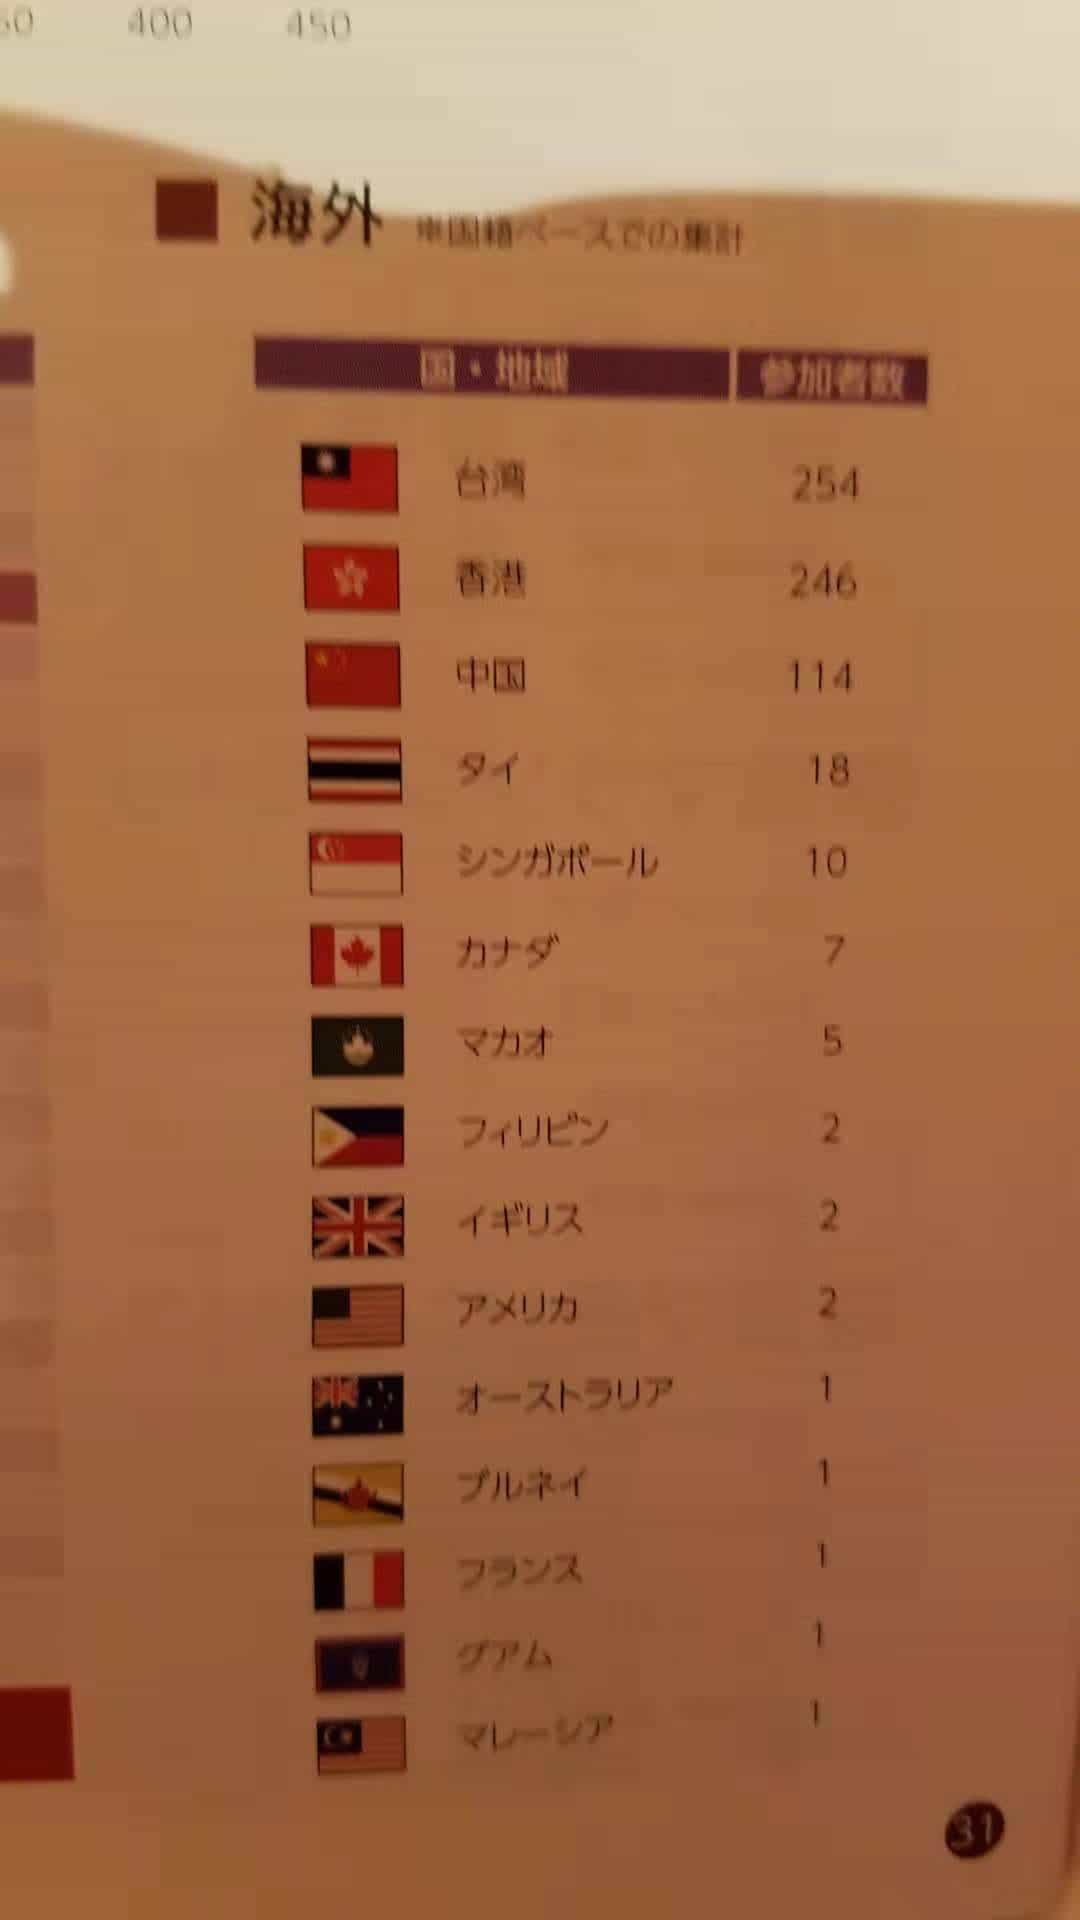 400 450
海外 ※国籍ベースでの集計
国・地域 参加者数
台湾 254
香港 246
中国 114
タイ 18
シンガポール 10
カナダ 7
マカオ 5
フィリピン 2
イギリス 2
アメリカ 2
オーストラリア 1
ブルネイ 1
フランス 1
グアム 1
マレーシア 1
31